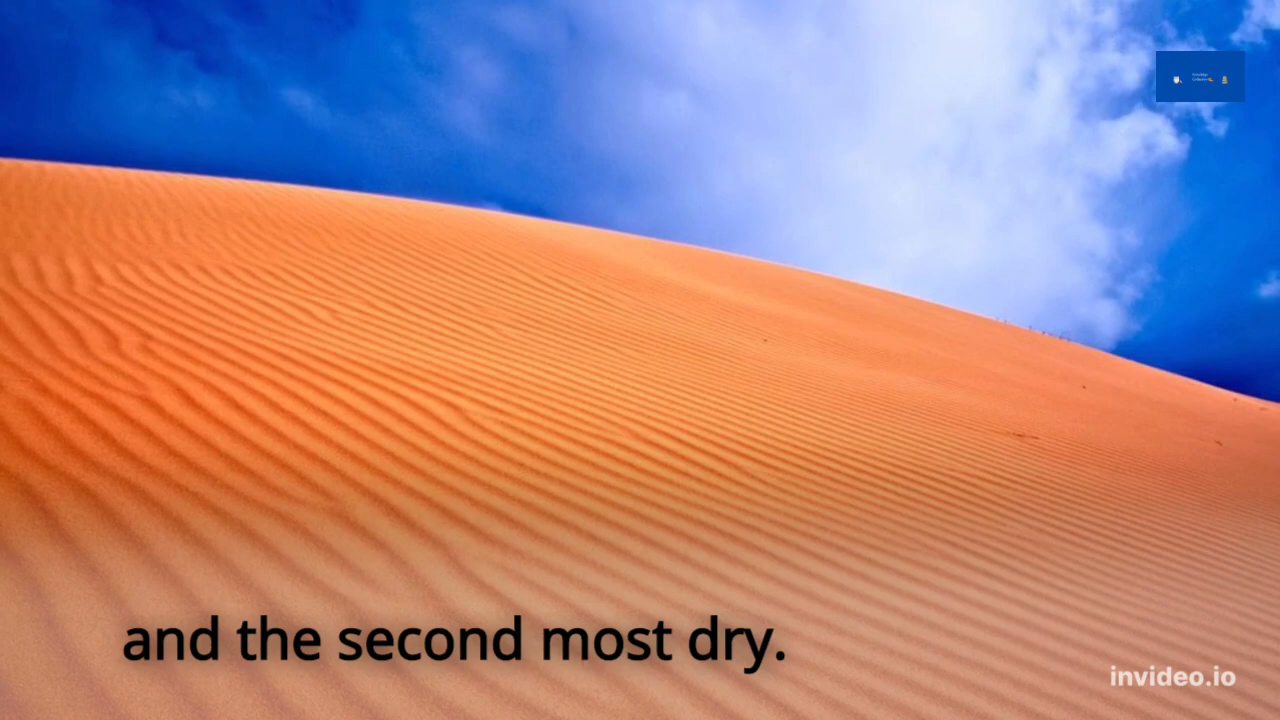 and the second most dry.
invideo.io